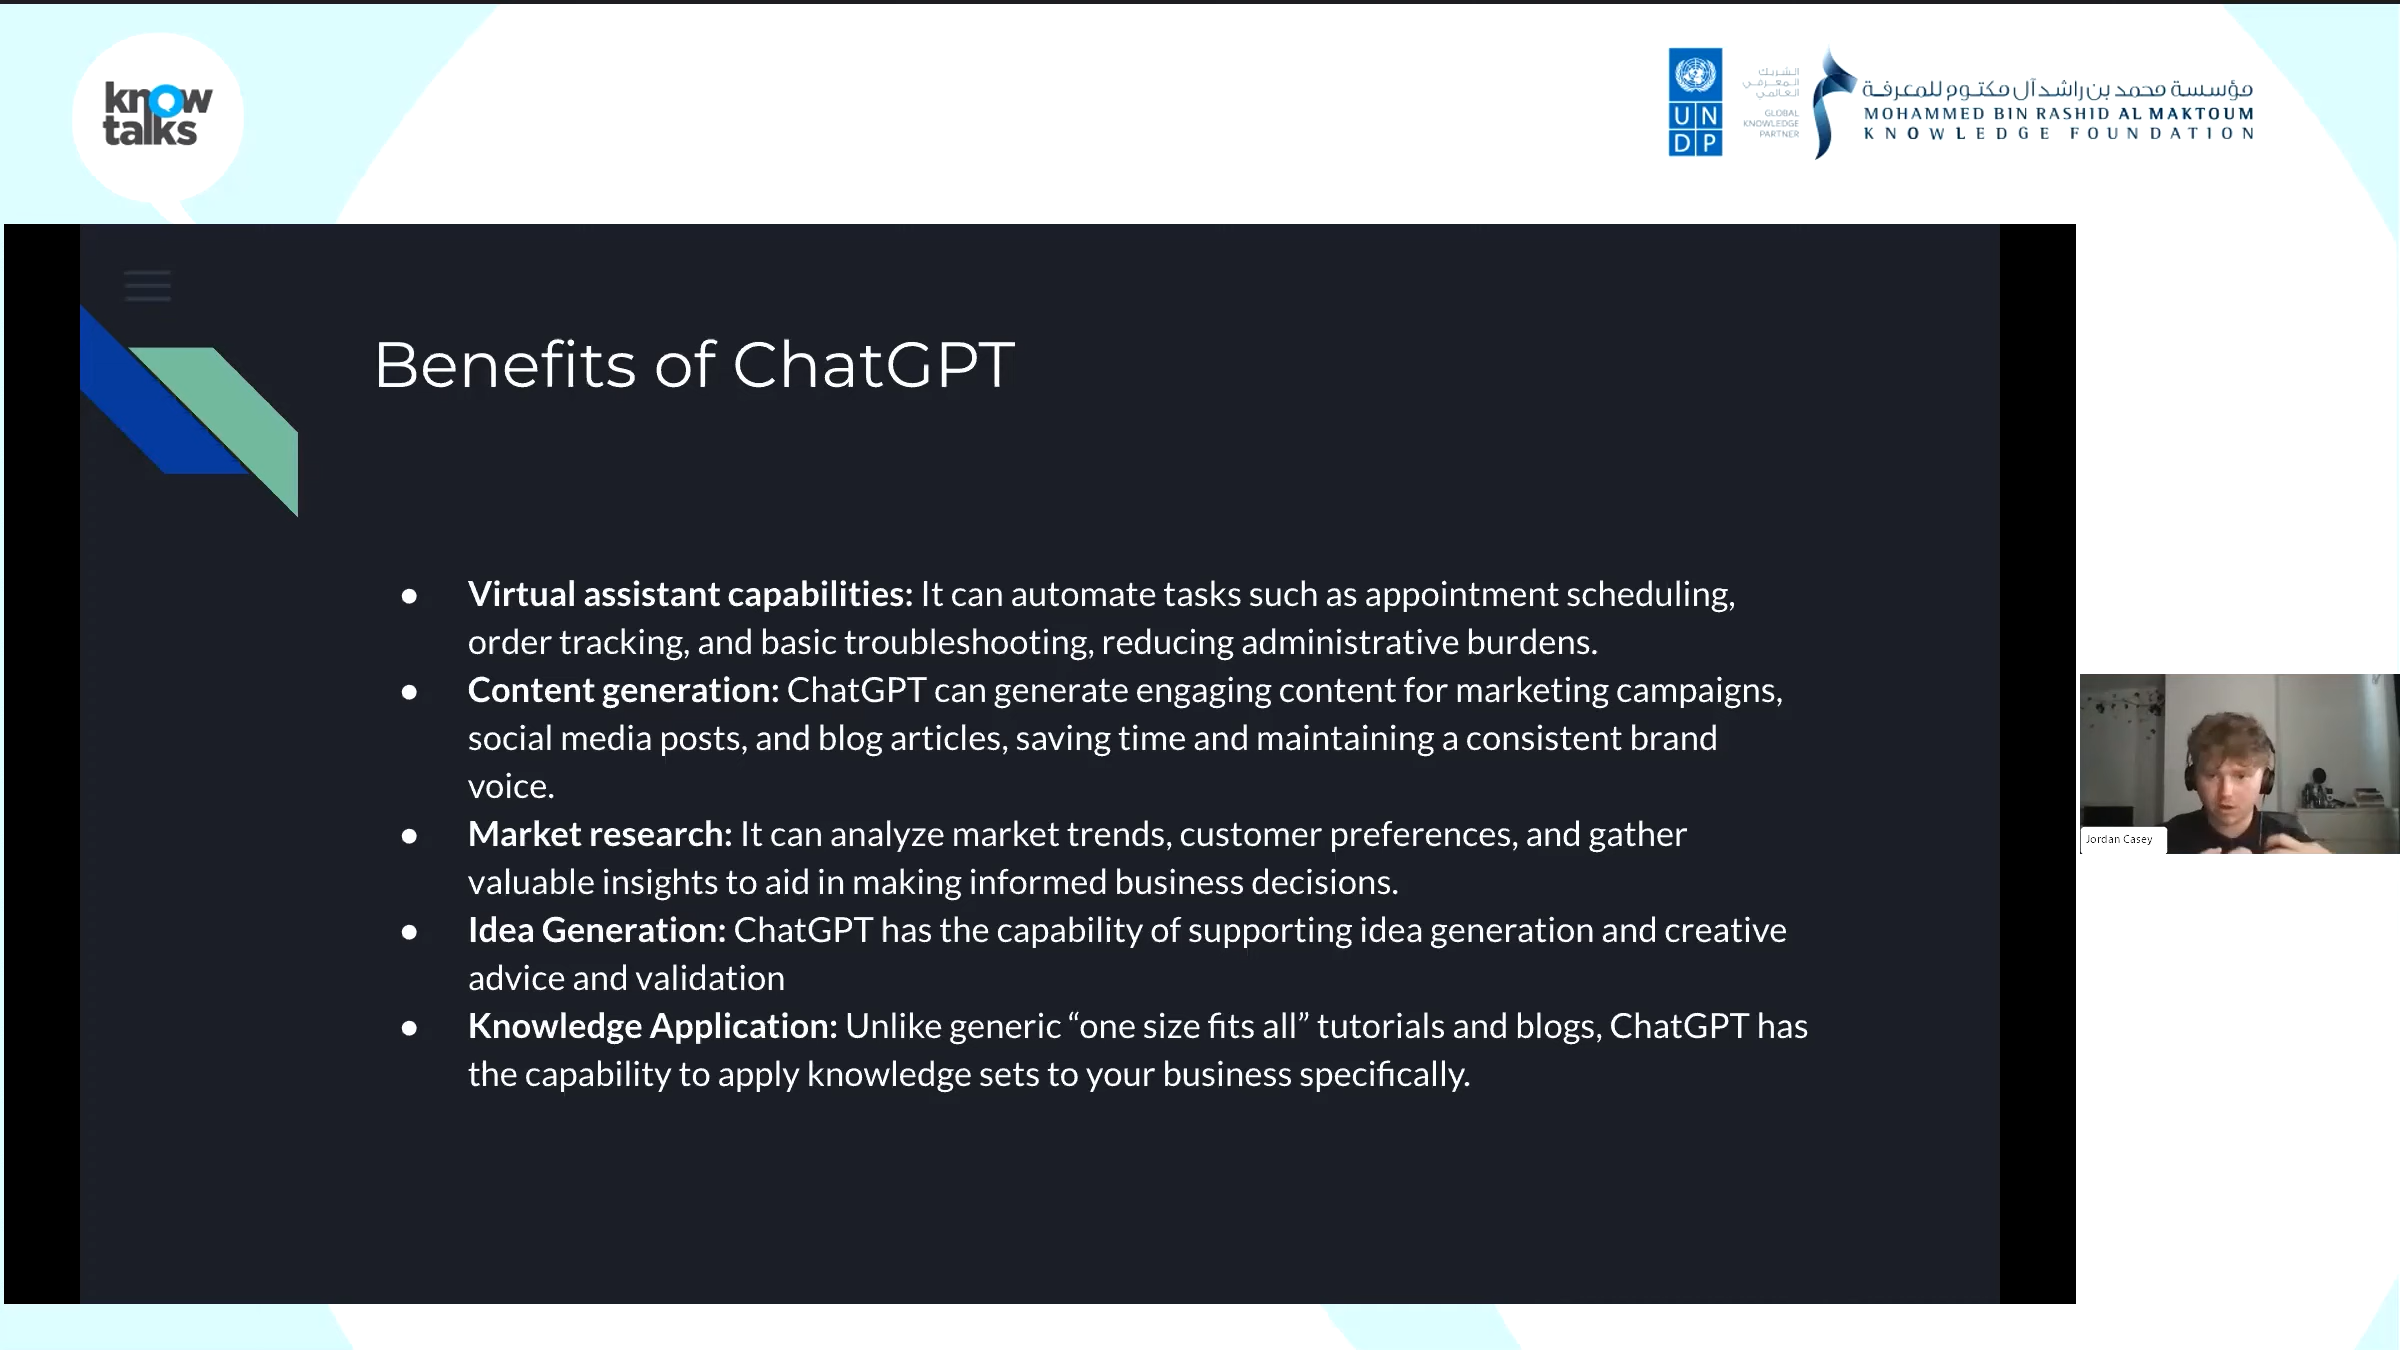 know
talks
UN
DP
الشريك
المعرفي
العالمي
GLOBAL
KNOWLEDGE
PARTNER
مؤسسة محمد بن راشد آل مكتوم للمعرفة
MOHAMMED BIN RASHID AL MAKTOUM
KNOWLEDGE FOUNDATION
Benefits of ChatGPT
● Virtual assistant capabilities: It can automate tasks such as appointment scheduling,
order tracking, and basic troubleshooting, reducing administrative burdens.
● Content generation: ChatGPT can generate engaging content for marketing campaigns,
social media posts, and blog articles, saving time and maintaining a consistent brand
voice.
● Market research: It can analyze market trends, customer preferences, and gather
valuable insights to aid in making informed business decisions.
● Idea Generation: ChatGPT has the capability of supporting idea generation and creative
advice and validation
● Knowledge Application: Unlike generic “one size fits all” tutorials and blogs, ChatGPT has
the capability to apply knowledge sets to your business specifically.
Jordan Casey